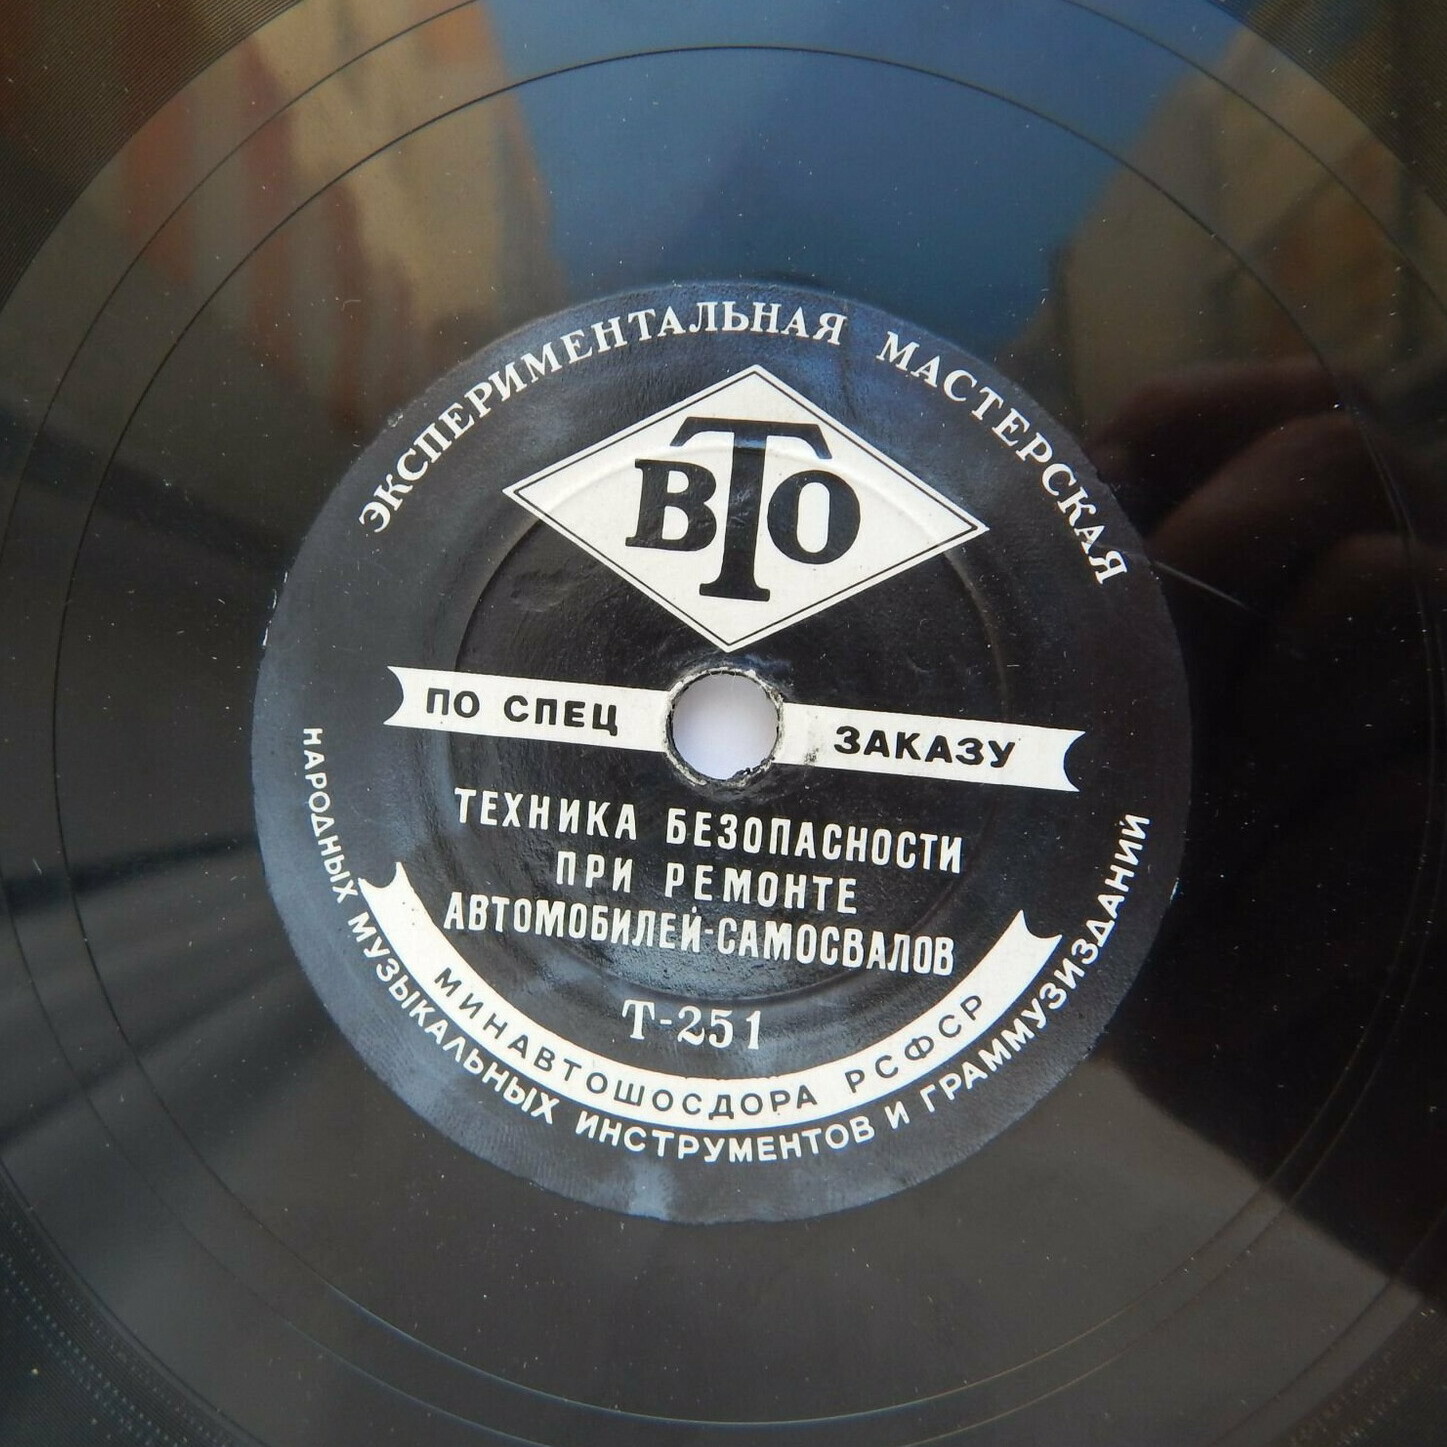 ЭКСПЕРИМЕНТАЛЬНАЯ МАСТЕРСКАЯ
ВТО
ПО СПЕЦ ЗАКАЗУ
ТЕХНИКА БЕЗОПАСНОСТИ
ПРИ РЕМОНТЕ
АВТОМОБИЛЕЙ-САМОСВАЛОВ
Т-251
МИНАВТОШОСДОРА РСФСР
НАРОДНЫХ МУЗЫКАЛЬНЫХ ИНСТРУМЕНТОВ И ГРАММУЗИЗДАНИЙ